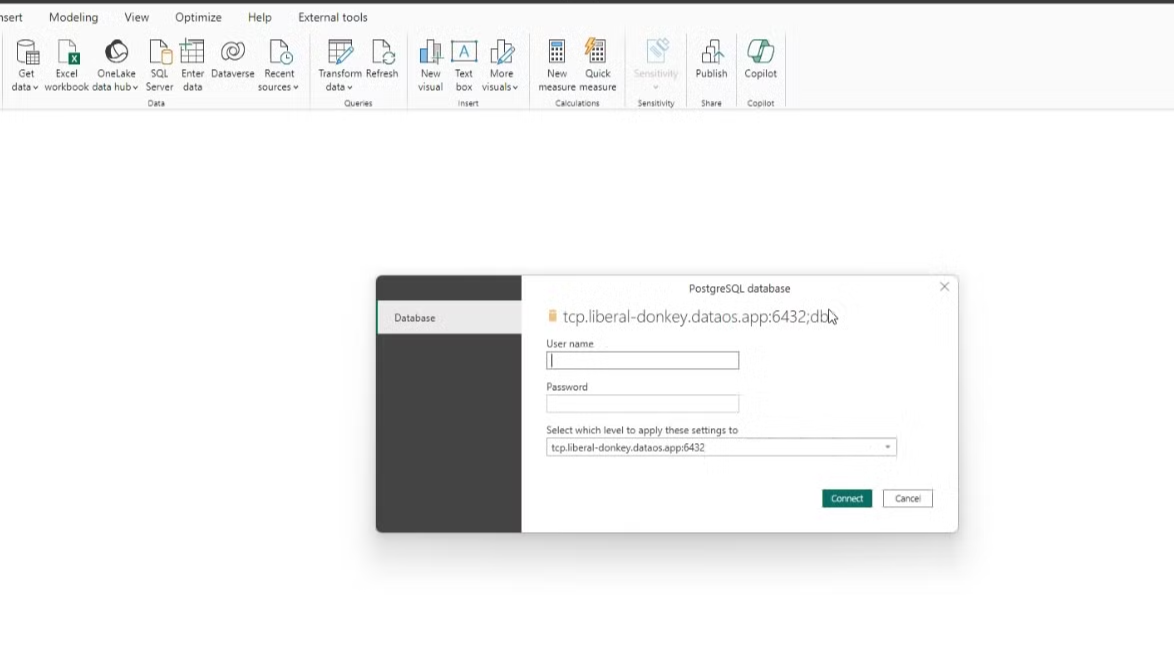 nsert Modeling View Optimize Help External tools
Get data Excel workbook OneLake data hub SQL Server Enter data Dataverse Recent sources Transform data Refresh New visual Text box More visuals New measure Quick measure Sensitivity Publish Copilot
Data Queries Insert Calculations Sensitivity Share Copilot
PostgreSQL database
Database
tcp.liberal-donkey.dataos.app:6432;db
User name
Password
Select which level to apply these settings to
tcp.liberal-donkey.dataos.app:6432
Connect Cancel